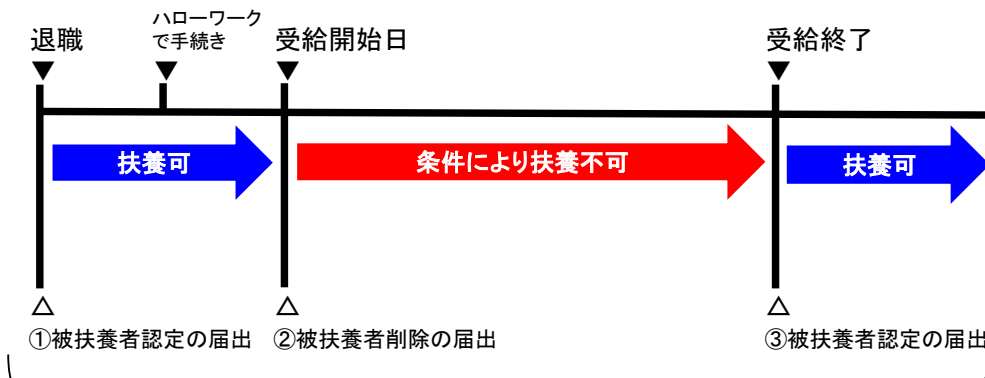 退職
ハローワーク
で手続き
受給開始日
受給終了
扶養可
条件により扶養不可
扶養可
①被扶養者認定の届出
②被扶養者削除の届出
③被扶養者認定の届出